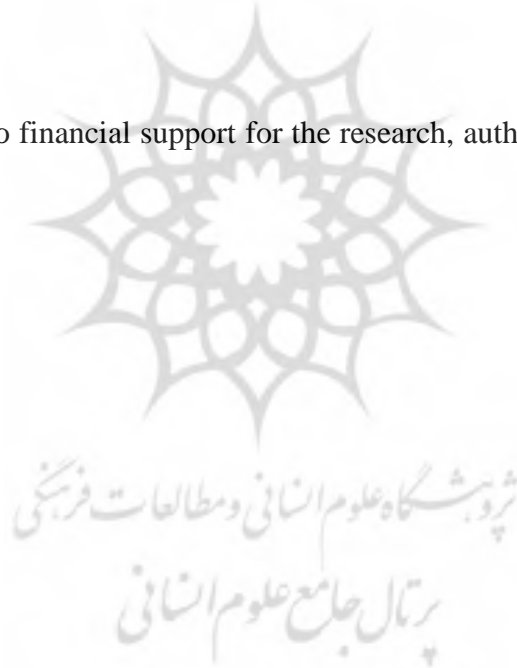 o financial support for the research, auth
پژوهشگاه علوم انسانی و مطالعات فرهنگی
پرتال جامع علوم انسانی